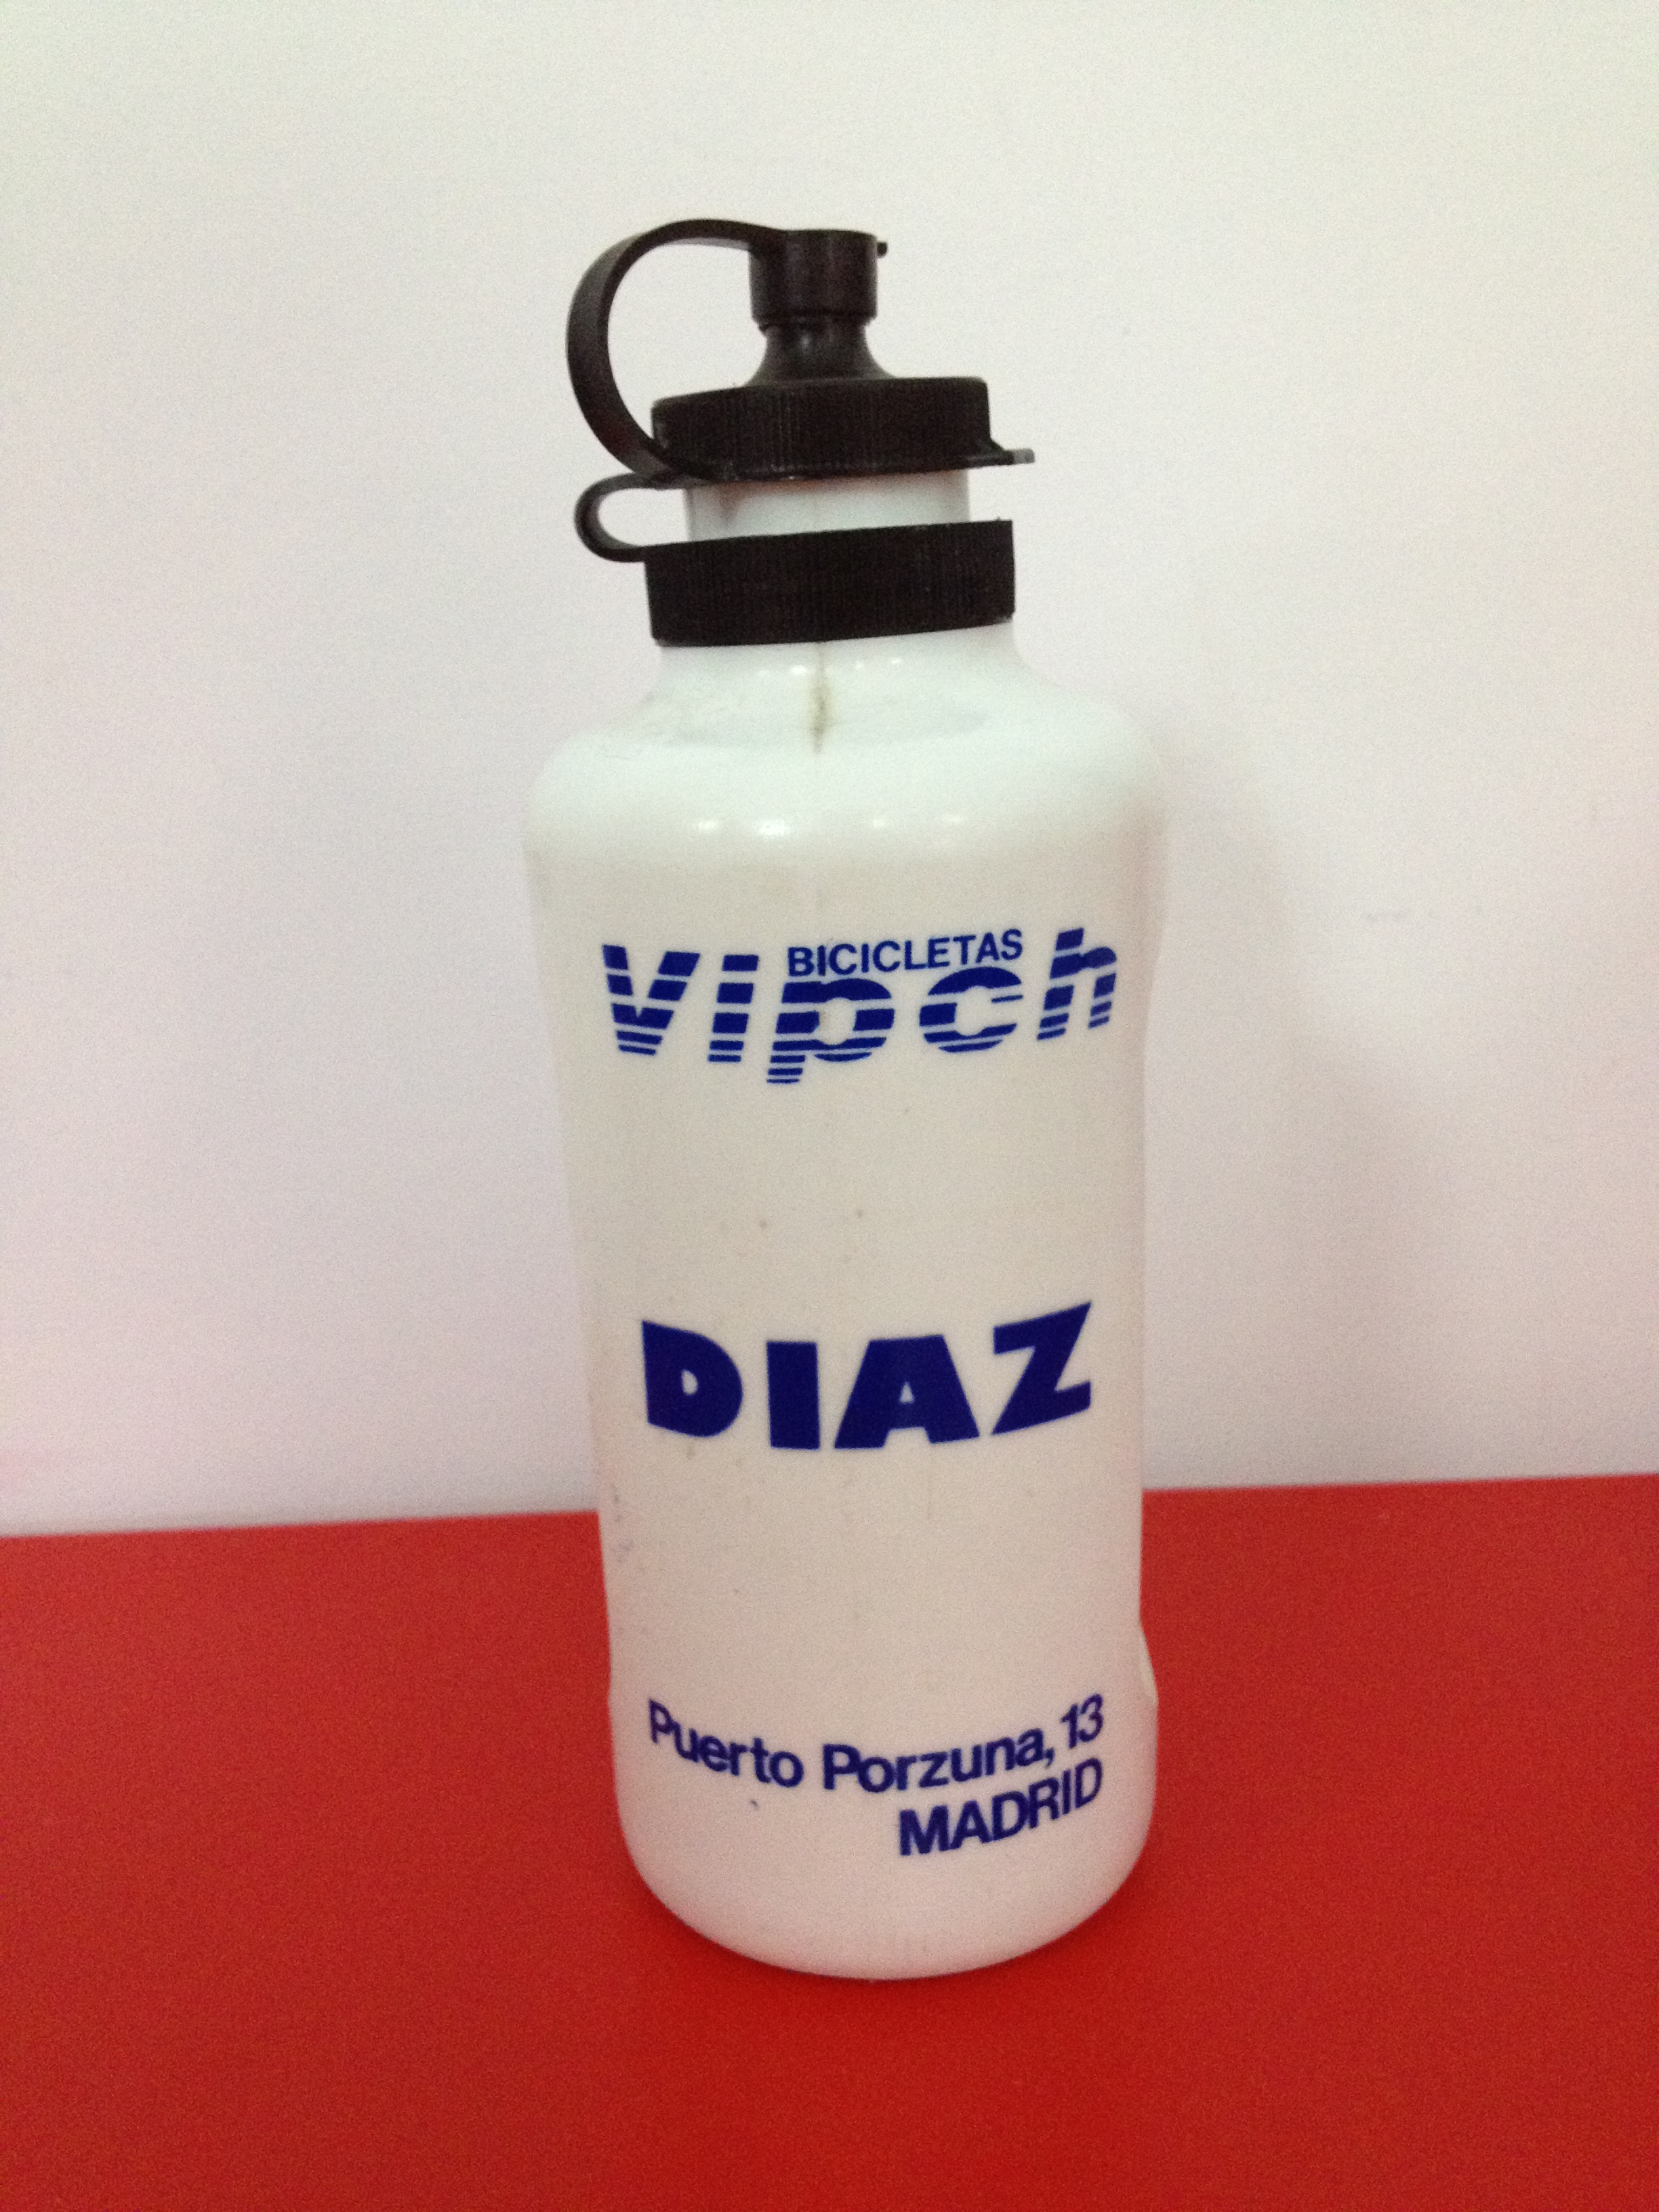 BICICLETAS
Vipch
DIAZ
Puerto Porzuna, 13
MADRID